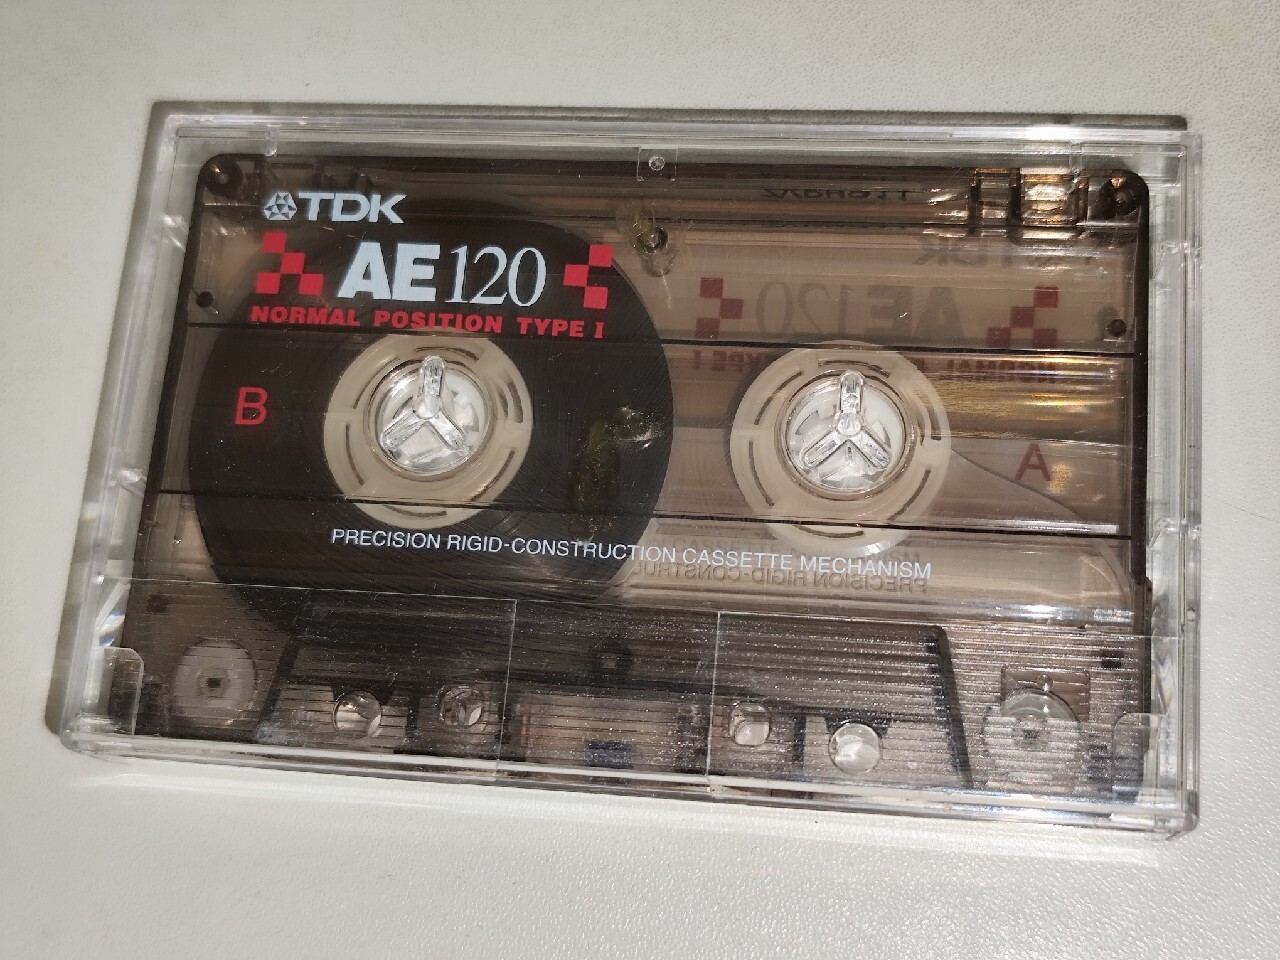 TDK
AE120
NORMAL POSITION TYPE I
B
A
PRECISION RIGID-CONSTRUCTION CASSETTE MECHANISM